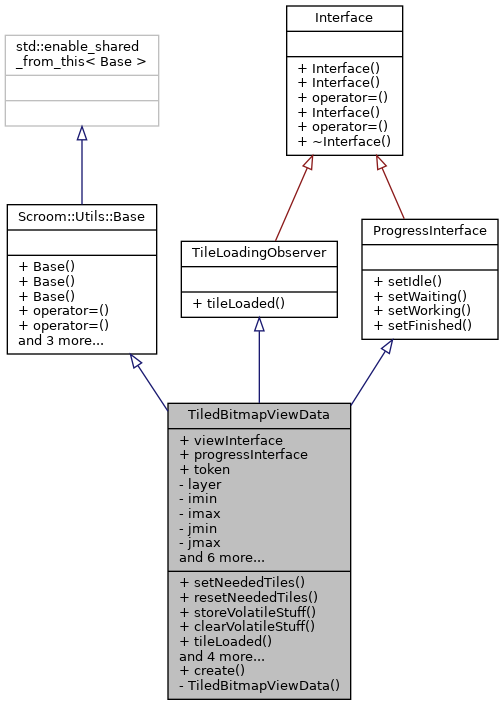 std::enable_shared
_from_this< Base >
Interface
+ Interface()
+ Interface()
+ operator=()
+ Interface()
+ operator=()
+ ~Interface()
Scroom::Utils::Base
+ Base()
+ Base()
+ Base()
+ operator=()
+ operator=()
and 3 more...
TileLoadingObserver
+ tileLoaded()
ProgressInterface
+ setIdle()
+ setWaiting()
+ setWorking()
+ setFinished()
TiledBitmapViewData
+ viewInterface
+ progressInterface
+ token
- layer
- imin
- imax
- jmin
- jmax
and 6 more...
+ setNeededTiles()
+ resetNeededTiles()
+ storeVolatileStuff()
+ clearVolatileStuff()
+ tileLoaded()
and 4 more...
+ create()
- TiledBitmapViewData()